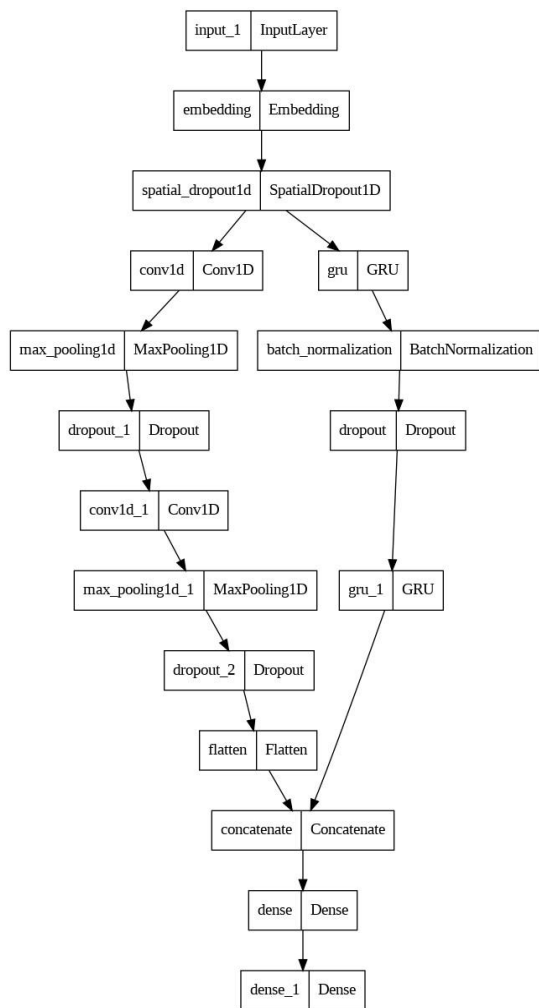 input_1 InputLayer
embedding Embedding
spatial_dropout1d SpatialDropout1D
conv1d Conv1D gru GRU
max_pooling1d MaxPooling1D batch_normalization BatchNormalization
dropout_1 Dropout dropout Dropout
conv1d_1 Conv1D
max_pooling1d_1 MaxPooling1D gru_1 GRU
dropout_2 Dropout
flatten Flatten
concatenate Concatenate
dense Dense
dense_1 Dense